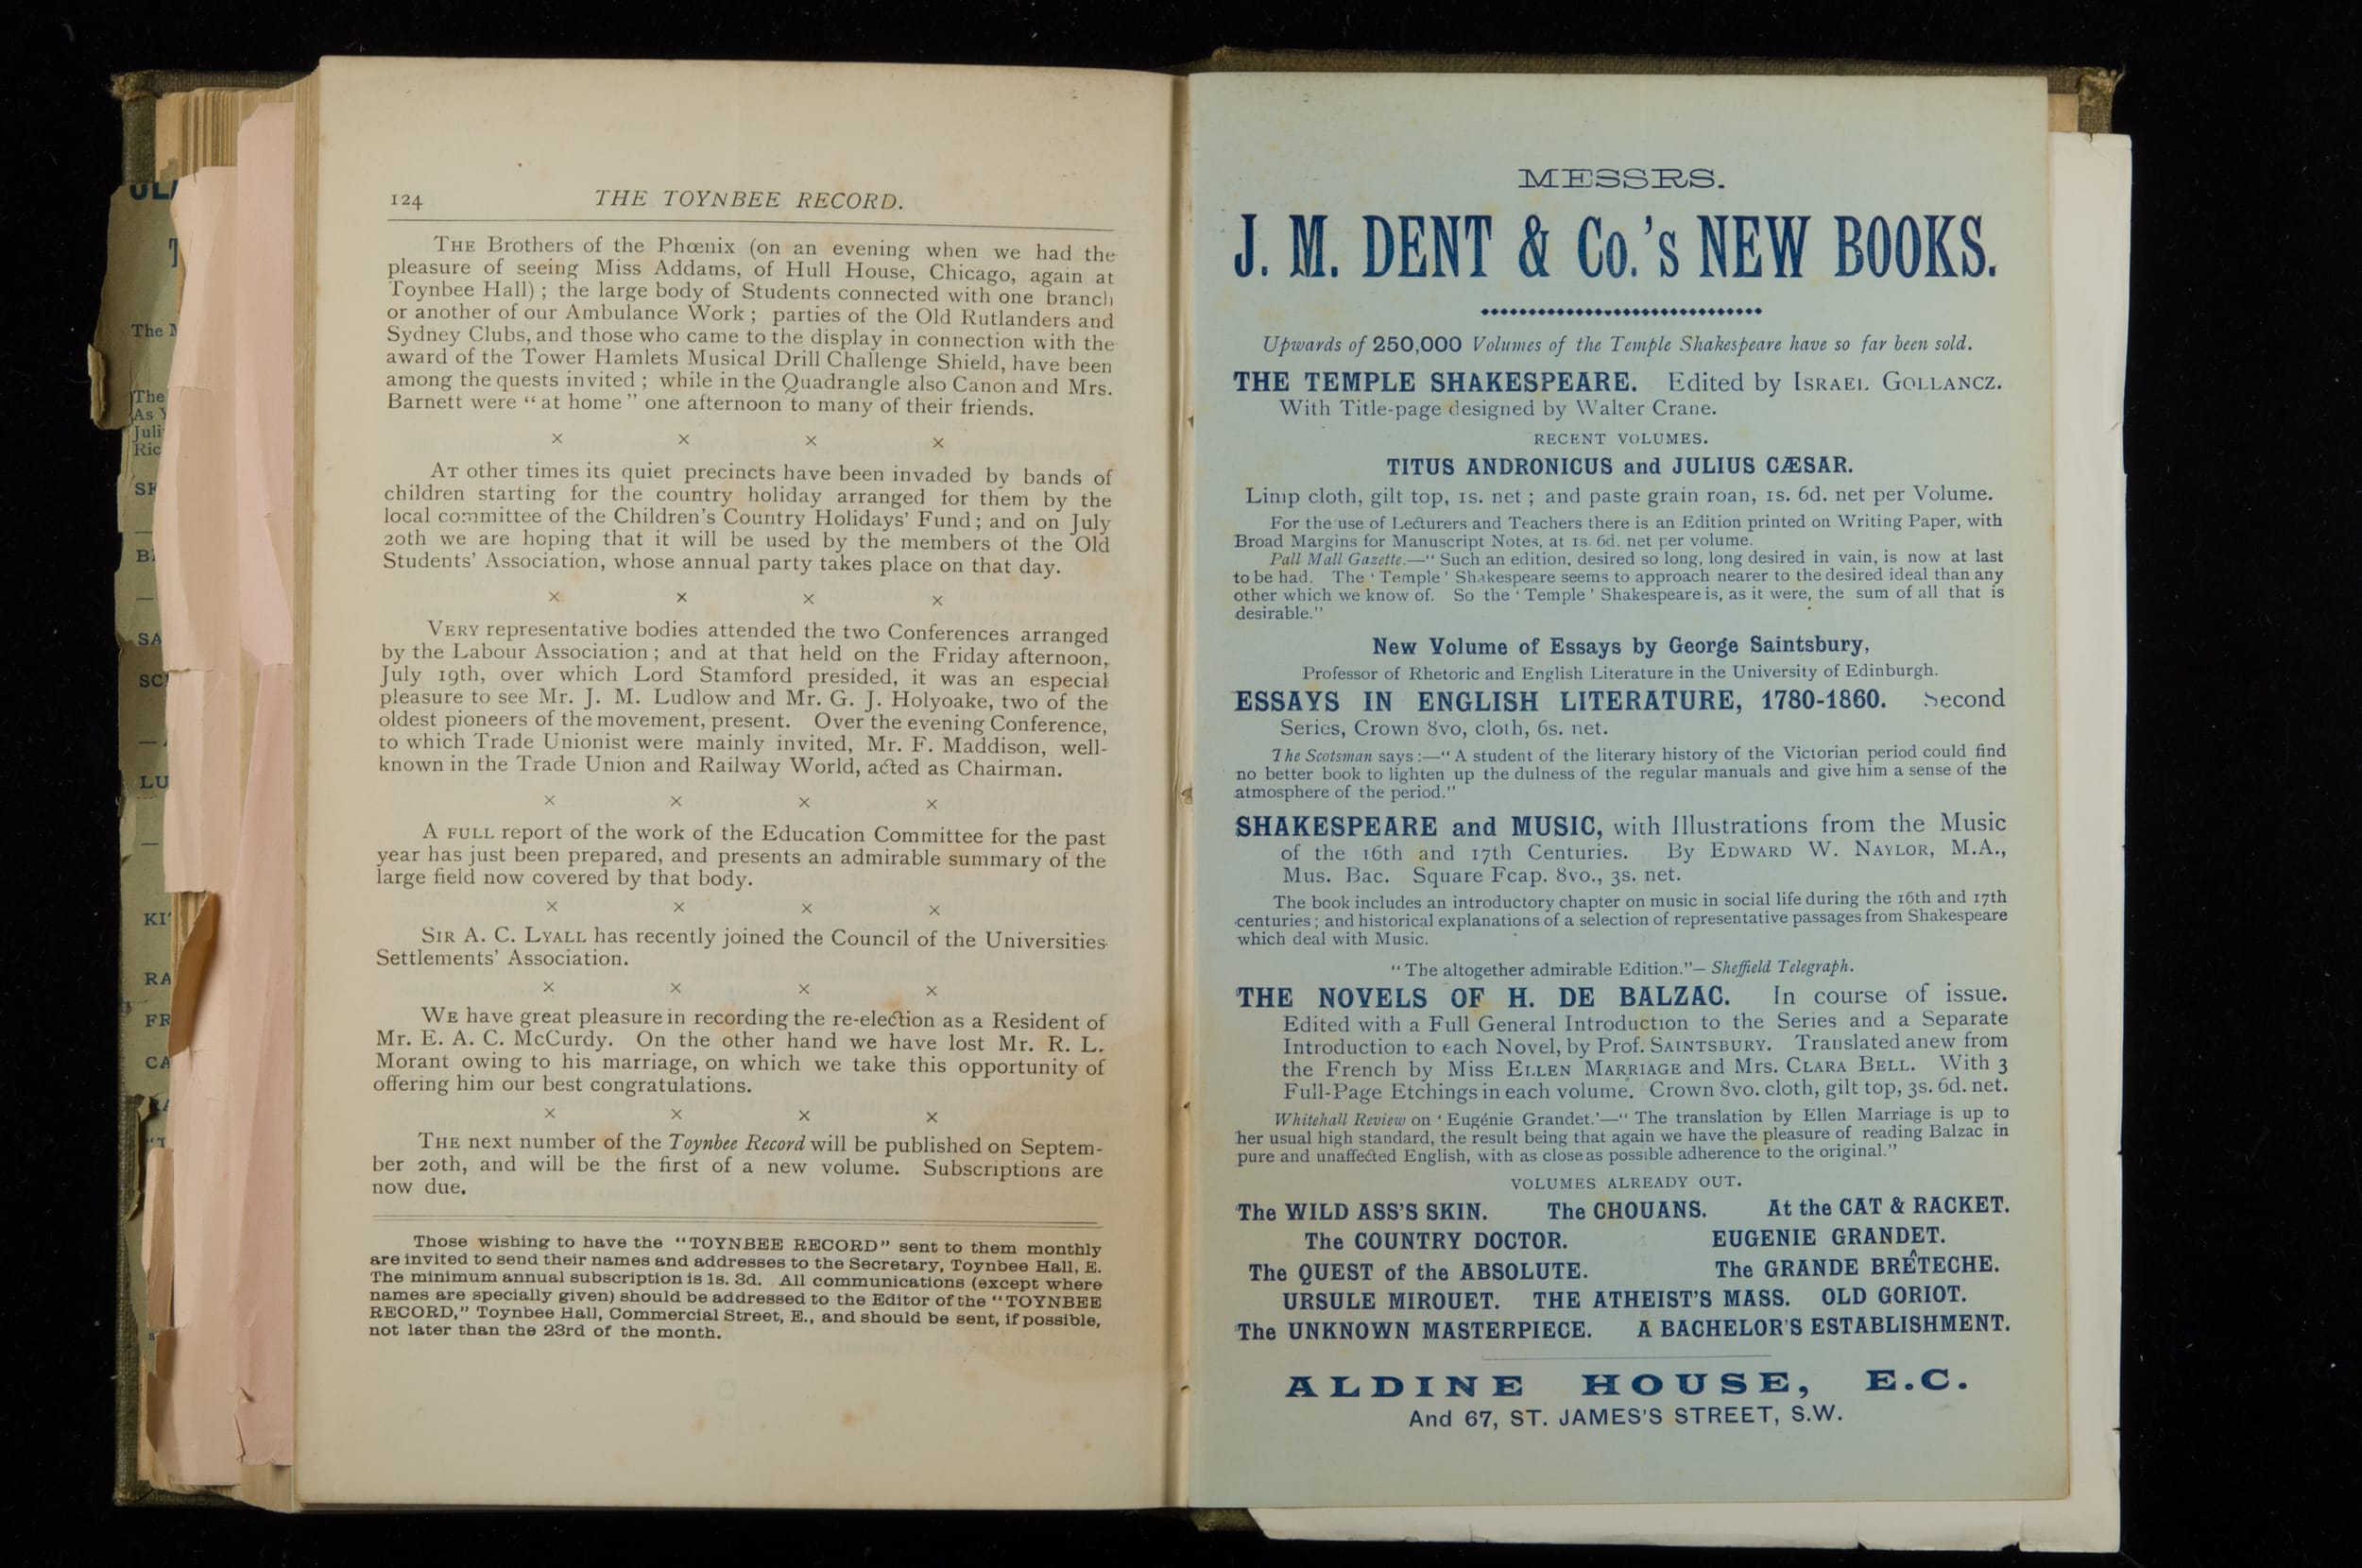 124 THE TOYNBEE RECORD.
THE Brothers of the Phœnix (on an evening when we had the
pleasure of seeing Miss Addams, of Hull House, Chicago, again at
Toynbee Hall) ; the large body of Students connected with one branch
or another of our Ambulance Work ; parties of the Old Rutlanders and
Sydney Clubs, and those who came to the display in connection with the
award of the Tower Hamlets Musical Drill Challenge Shield, have been
among the quests invited ; while in the Quadrangle also Canon and Mrs.
Barnett were “ at home ” one afternoon to many of their friends.
× × × ×
AT other times its quiet precincts have been invaded by bands of
children starting for the country holiday arranged for them by the
local committee of the Children’s Country Holidays’ Fund ; and on July
20th we are hoping that it will be used by the members of the Old
Students’ Association, whose annual party takes place on that day.
× × × ×
VERY representative bodies attended the two Conferences arranged
by the Labour Association ; and at that held on the Friday afternoon,
July 19th, over which Lord Stamford presided, it was an especial
pleasure to see Mr. J. M. Ludlow and Mr. G. J. Holyoake, two of the
oldest pioneers of the movement, present. Over the evening Conference,
to which Trade Unionist were mainly invited, Mr. F. Maddison, well-
known in the Trade Union and Railway World, acted as Chairman.
× × × ×
A FULL report of the work of the Education Committee for the past
year has just been prepared, and presents an admirable summary of the
large field now covered by that body.
× × × ×
SIR A. C. LYALL has recently joined the Council of the Universities
Settlements’ Association.
× × × ×
WE have great pleasure in recording the re-election as a Resident of
Mr. E. A. C. McCurdy. On the other hand we have lost Mr. R. L.
Morant owing to his marriage, on which we take this opportunity of
offering him our best congratulations.
× × × ×
THE next number of the Toynbee Record will be published on Septem-
ber 20th, and will be the first of a new volume. Subscriptions are
now due.
Those wishing to have the “TOYNBEE RECORD” sent to them monthly
are invited to send their names and addresses to the Secretary, Toynbee Hall, E.
The minimum annual subscription is 1s. 3d. All communications (except where
names are specially given) should be addressed to the Editor of the “TOYNBEE
RECORD,” Toynbee Hall, Commercial Street, E., and should be sent, if possible,
not later than the 23rd of the month.
MESSRS.
J. M. DENT & Co.’s NEW BOOKS.
Upwards of 250,000 Volumes of the Temple Shakespeare have so far been sold.
THE TEMPLE SHAKESPEARE. Edited by ISRAEL GOLLANCZ.
With Title-page designed by Walter Crane.
RECENT VOLUMES.
TITUS ANDRONICUS and JULIUS CÆSAR.
Limp cloth, gilt top, 1s. net ; and paste grain roan, 1s. 6d. net per Volume.
For the use of Lecturers and Teachers there is an Edition printed on Writing Paper, with
Broad Margins for Manuscript Notes, at 1s. 6d. net per volume.
Pall Mall Gazette.—“ Such an edition, desired so long, long desired in vain, is now at last
to be had. The ‘ Temple ’ Shakespeare seems to approach nearer to the desired ideal than any
other which we know of. So the ‘ Temple ’ Shakespeare is, as it were, the sum of all that is
desirable.”
New Volume of Essays by George Saintsbury,
Professor of Rhetoric and English Literature in the University of Edinburgh.
ESSAYS IN ENGLISH LITERATURE, 1780-1860. Second
Series, Crown 8vo, cloth, 6s. net.
The Scotsman says :—“ A student of the literary history of the Victorian period could find
no better book to lighten up the dulness of the regular manuals and give him a sense of the
atmosphere of the period.”
SHAKESPEARE and MUSIC, with Illustrations from the Music
of the 16th and 17th Centuries. By EDWARD W. NAYLOR, M.A.,
Mus. Bac. Square Fcap. 8vo., 3s. net.
The book includes an introductory chapter on music in social life during the 16th and 17th
centuries ; and historical explanations of a selection of representative passages from Shakespeare
which deal with Music.
“ The altogether admirable Edition.”— Sheffield Telegraph.
THE NOVELS OF H. DE BALZAC. In course of issue.
Edited with a Full General Introduction to the Series and a Separate
Introduction to each Novel, by Prof. SAINTSBURY. Translated anew from
the French by Miss ELLEN MARRIAGE and Mrs. CLARA BELL. With 3
Full-Page Etchings in each volume. Crown 8vo. cloth, gilt top, 3s. 6d. net.
Whitehall Review on ‘ Eugénie Grandet.’—“ The translation by Ellen Marriage is up to
her usual high standard, the result being that again we have the pleasure of reading Balzac in
pure and unaffected English, with as close as possible adherence to the original.”
VOLUMES ALREADY OUT.
The WILD ASS’S SKIN. The CHOUANS. At the CAT & RACKET.
The COUNTRY DOCTOR. EUGENIE GRANDET.
The QUEST of the ABSOLUTE. The GRANDE BRÊTECHE.
URSULE MIROUET. THE ATHEIST’S MASS. OLD GORIOT.
The UNKNOWN MASTERPIECE. A BACHELOR’S ESTABLISHMENT.
ALDINE HOUSE, E.C.
And 67, ST. JAMES’S STREET, S.W.